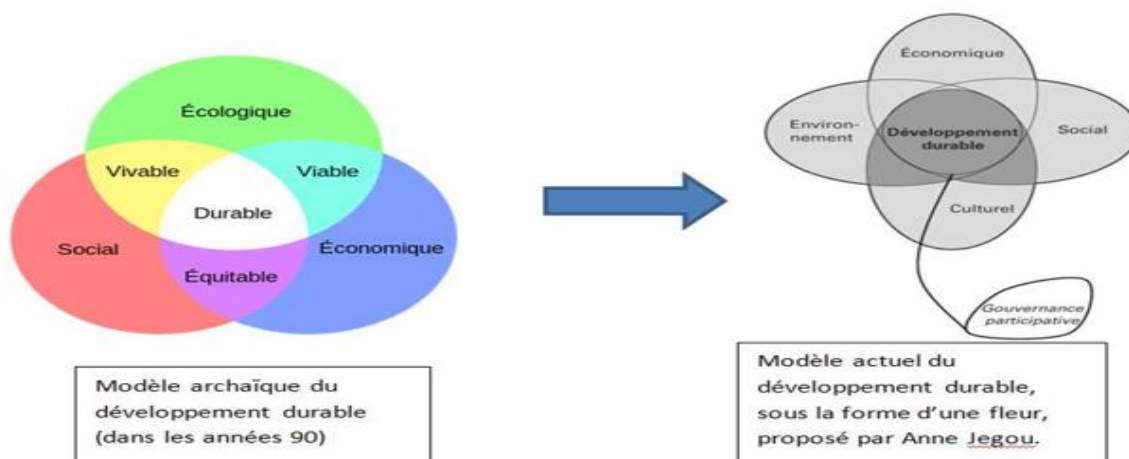 Écologique
Vivable
Viable
Durable
Social
Économique
Équitable
Modèle archaïque du
développement durable
(dans les années 90)
Économique
Environ-
nement
Développement
durable
Social
Culturel
Gouvernance
participative
Modèle actuel du
développement durable,
sous la forme d'une fleur,
proposé par Anne Jegou.